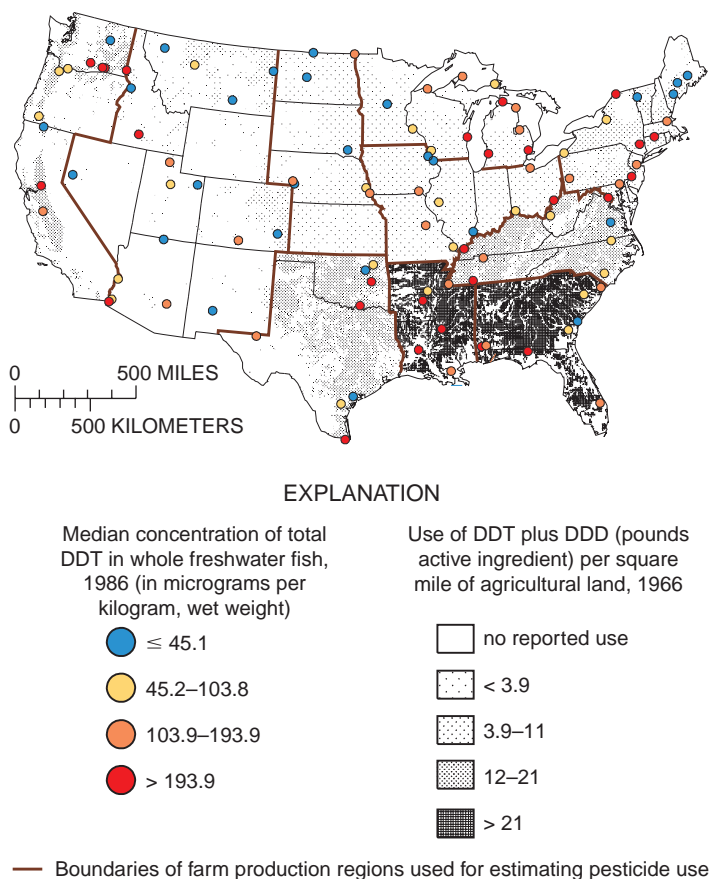 0 500 MILES
0 500 KILOMETERS
EXPLANATION
Median concentration of total
DDT in whole freshwater fish,
1986 (in micrograms per
kilogram, wet weight)
≤ 45.1
45.2–103.8
103.9–193.9
> 193.9
Use of DDT plus DDD (pounds
active ingredient) per square
mile of agricultural land, 1966
no reported use
< 3.9
3.9–11
12–21
> 21
Boundaries of farm production regions used for estimating pesticide use